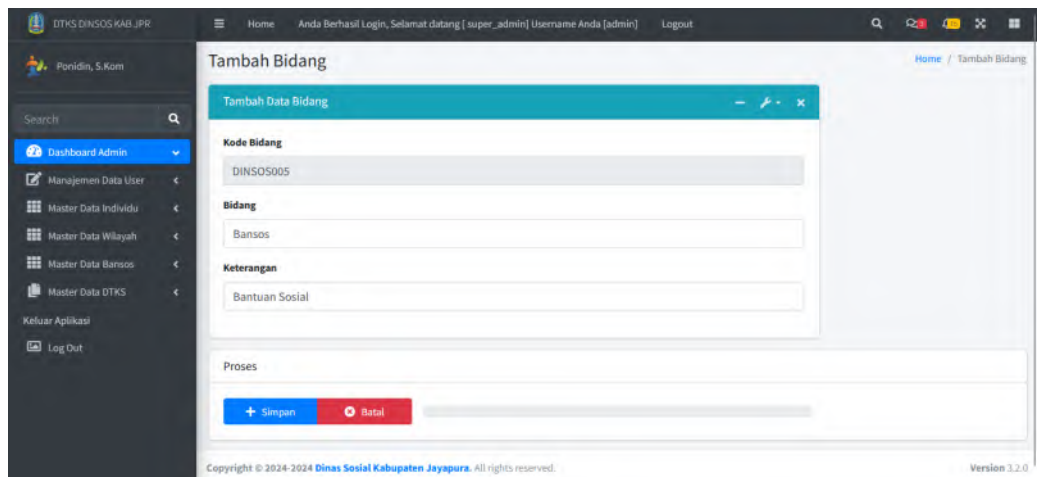 DTKS DINSOS KAB.JPR
Home Anda Berhasil Login, Selamat datang [ super_admin] Username Anda [admin] Logout
Ponidin, S.Kom
Tambah Bidang
Home / Tambah Bidang
Search
Dashboard Admin
Manajemen Data User
Master Data Individu
Master Data Wilayah
Master Data Bansos
Master Data DTKS
Keluar Aplikasi
Log Out
Tambah Data Bidang
Kode Bidang
DINSOS005
Bidang
Bansos
Keterangan
Bantuan Sosial
Proses
Simpan Batal
Copyright © 2024-2024 Dinas Sosial Kabupaten Jayapura. All rights reserved.
Version 3.2.0